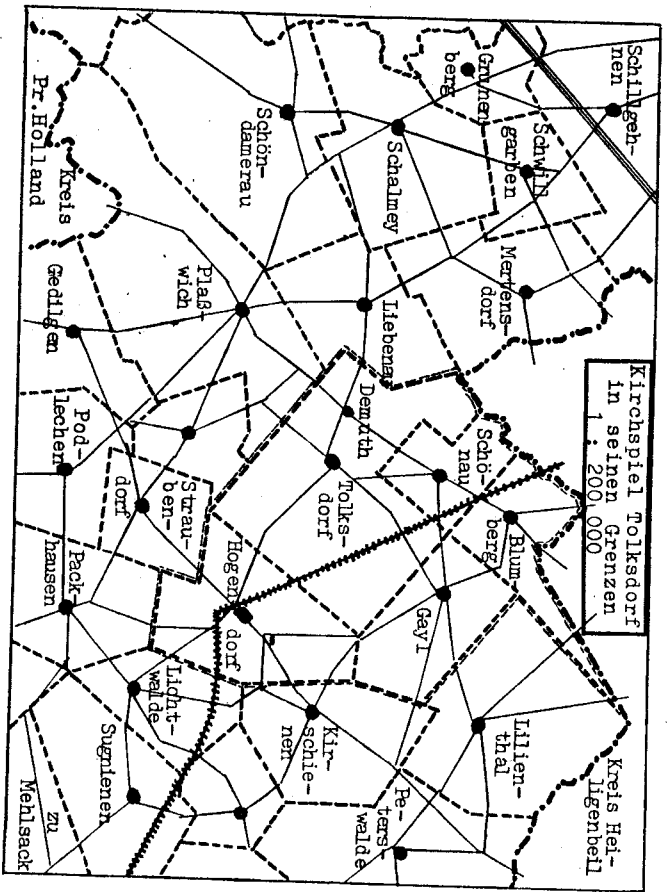 Kirchspiel Tolksdorf
in seinen Grenzen
1 : 200 000
Schillgeh-
nen
Grunen
berg
Schwill
garben
Schalmey
Schön-
damerau
Mertens-
dorf
Kreis
Pr.Holland
Liebenau
Plaß-
wich
Gedilgen
Demuth
Schö-
nau
Tolks-
dorf
Blum-
berg
Pod-
lechen
Strau-
ben-
dorf
Hogen
dorf
Gayl
Pack-
hausen
Licht-
walde
Kir-
schie-
nen
Lilien-
thal
Kreis Hei-
ligenbeil
Pe-
ters-
walde
Sugnienen
zu
Mehlsack